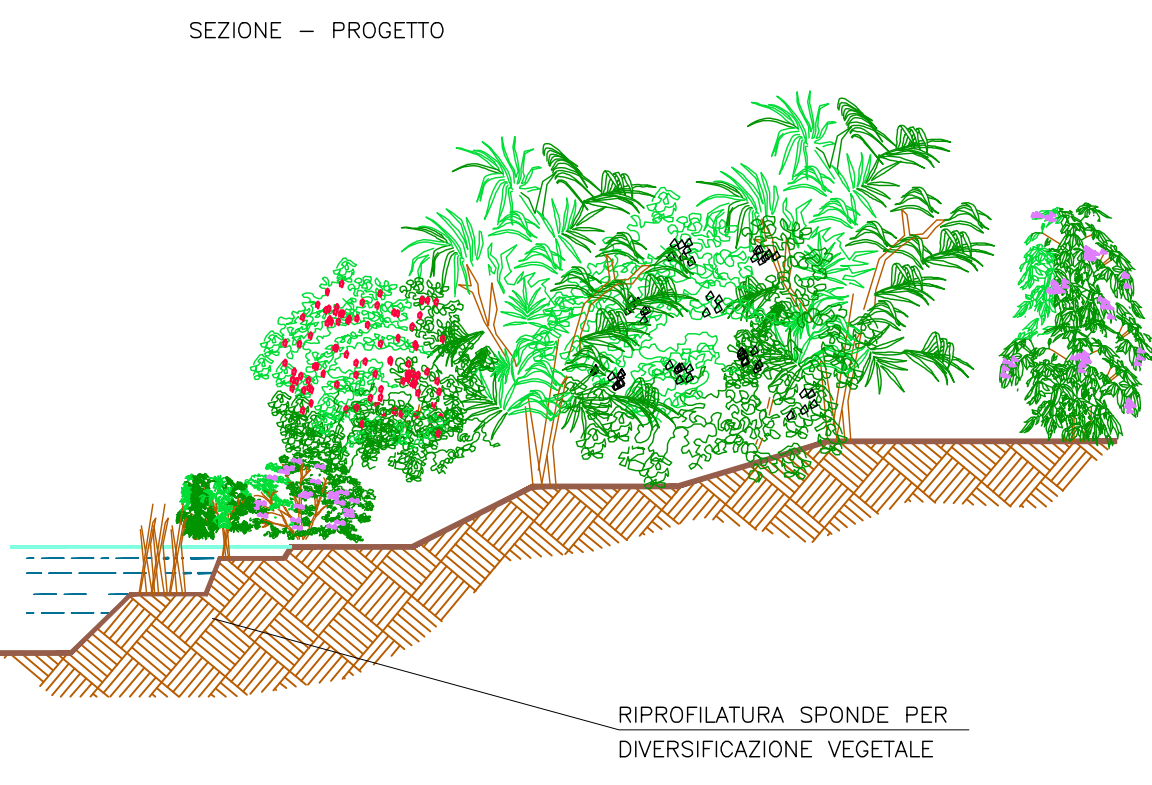 SEZIONE – PROGETTO
RIPROFILATURA SPONDE PER
DIVERSIFICAZIONE VEGETALE